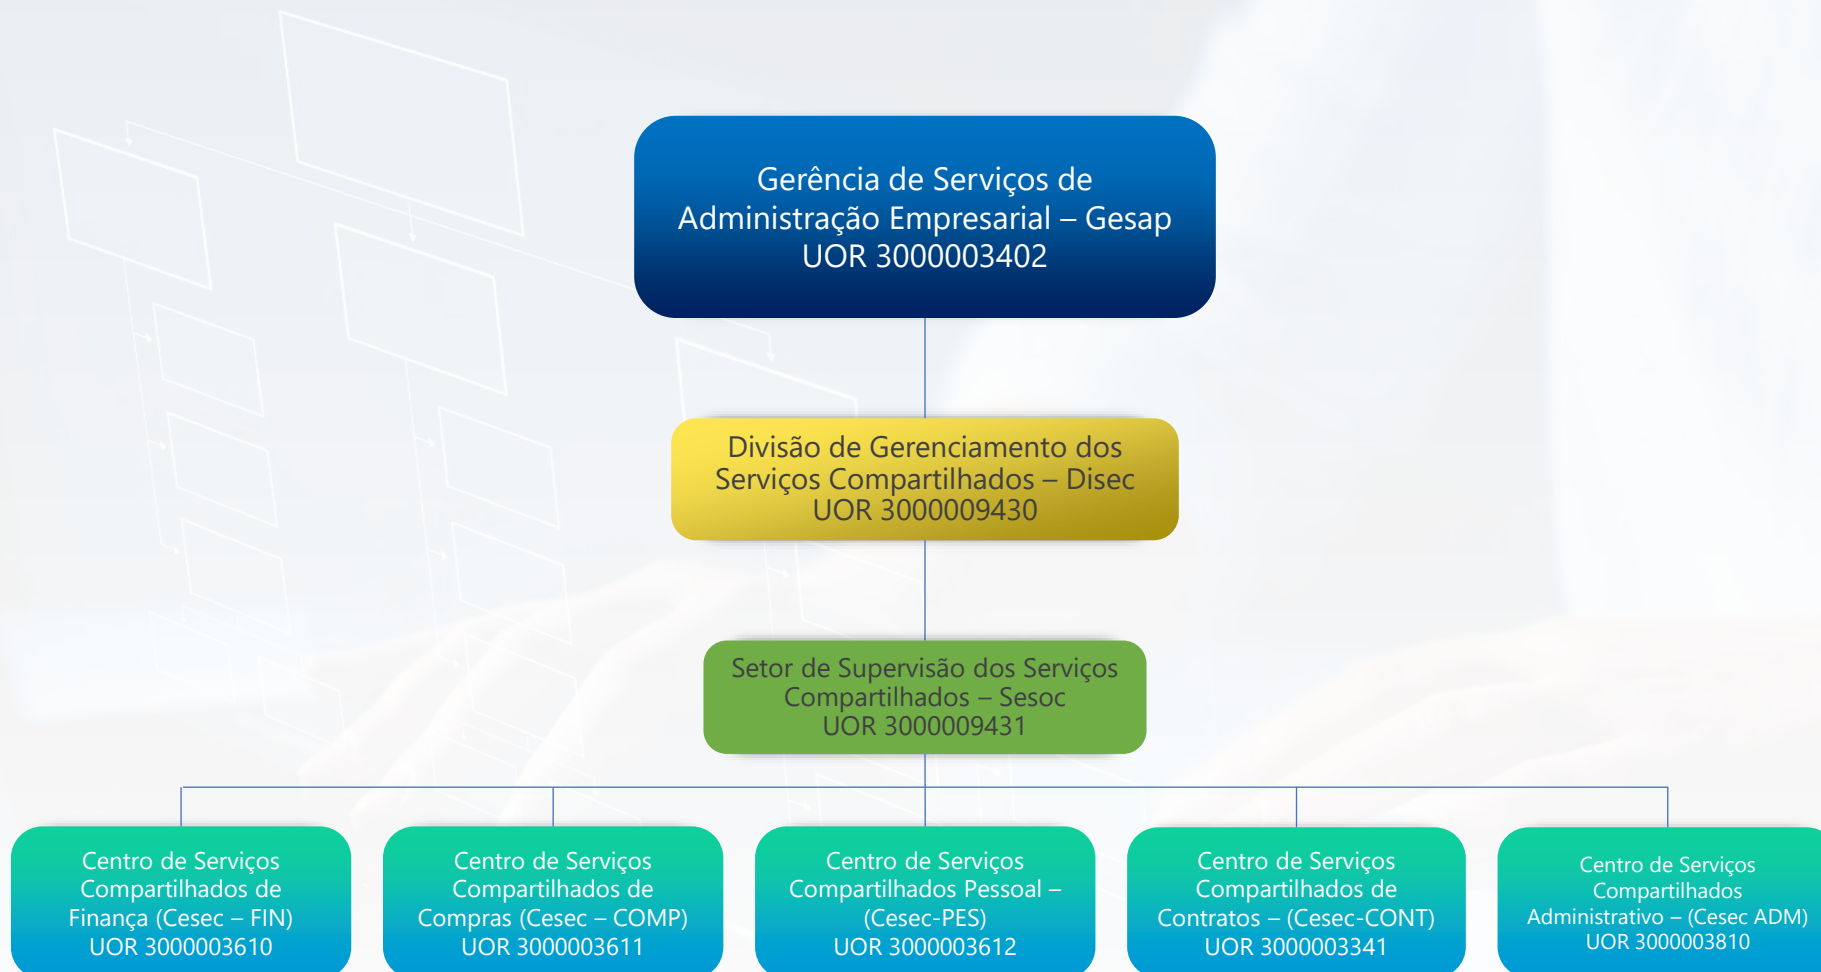 Gerência de Serviços de
Administração Empresarial – Gesap
UOR 3000003402
Divisão de Gerenciamento dos
Serviços Compartilhados – Disec
UOR 3000009430
Setor de Supervisão dos Serviços
Compartilhados – Sesoc
UOR 3000009431
Centro de Serviços
Compartilhados de
Finança (Cesec – FIN)
UOR 3000003610
Centro de Serviços
Compartilhados de
Compras (Cesec – COMP)
UOR 3000003611
Centro de Serviços
Compartilhados Pessoal –
(Cesec-PES)
UOR 3000003612
Centro de Serviços
Compartilhados de
Contratos – (Cesec-CONT)
UOR 3000003341
Centro de Serviços
Compartilhados
Administrativo – (Cesec ADM)
UOR 3000003810